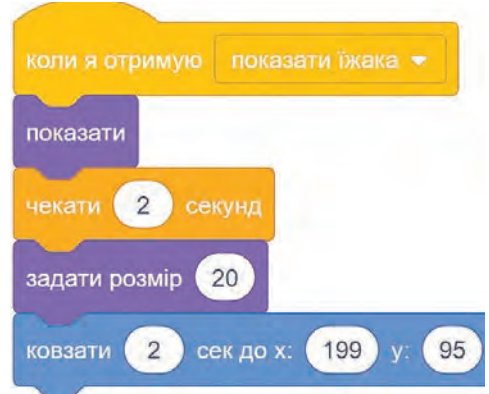 коли я отримую показати їжака
показати
чекати 2 секунд
задати розмір 20
ковзати 2 сек до x: 199 y: 95